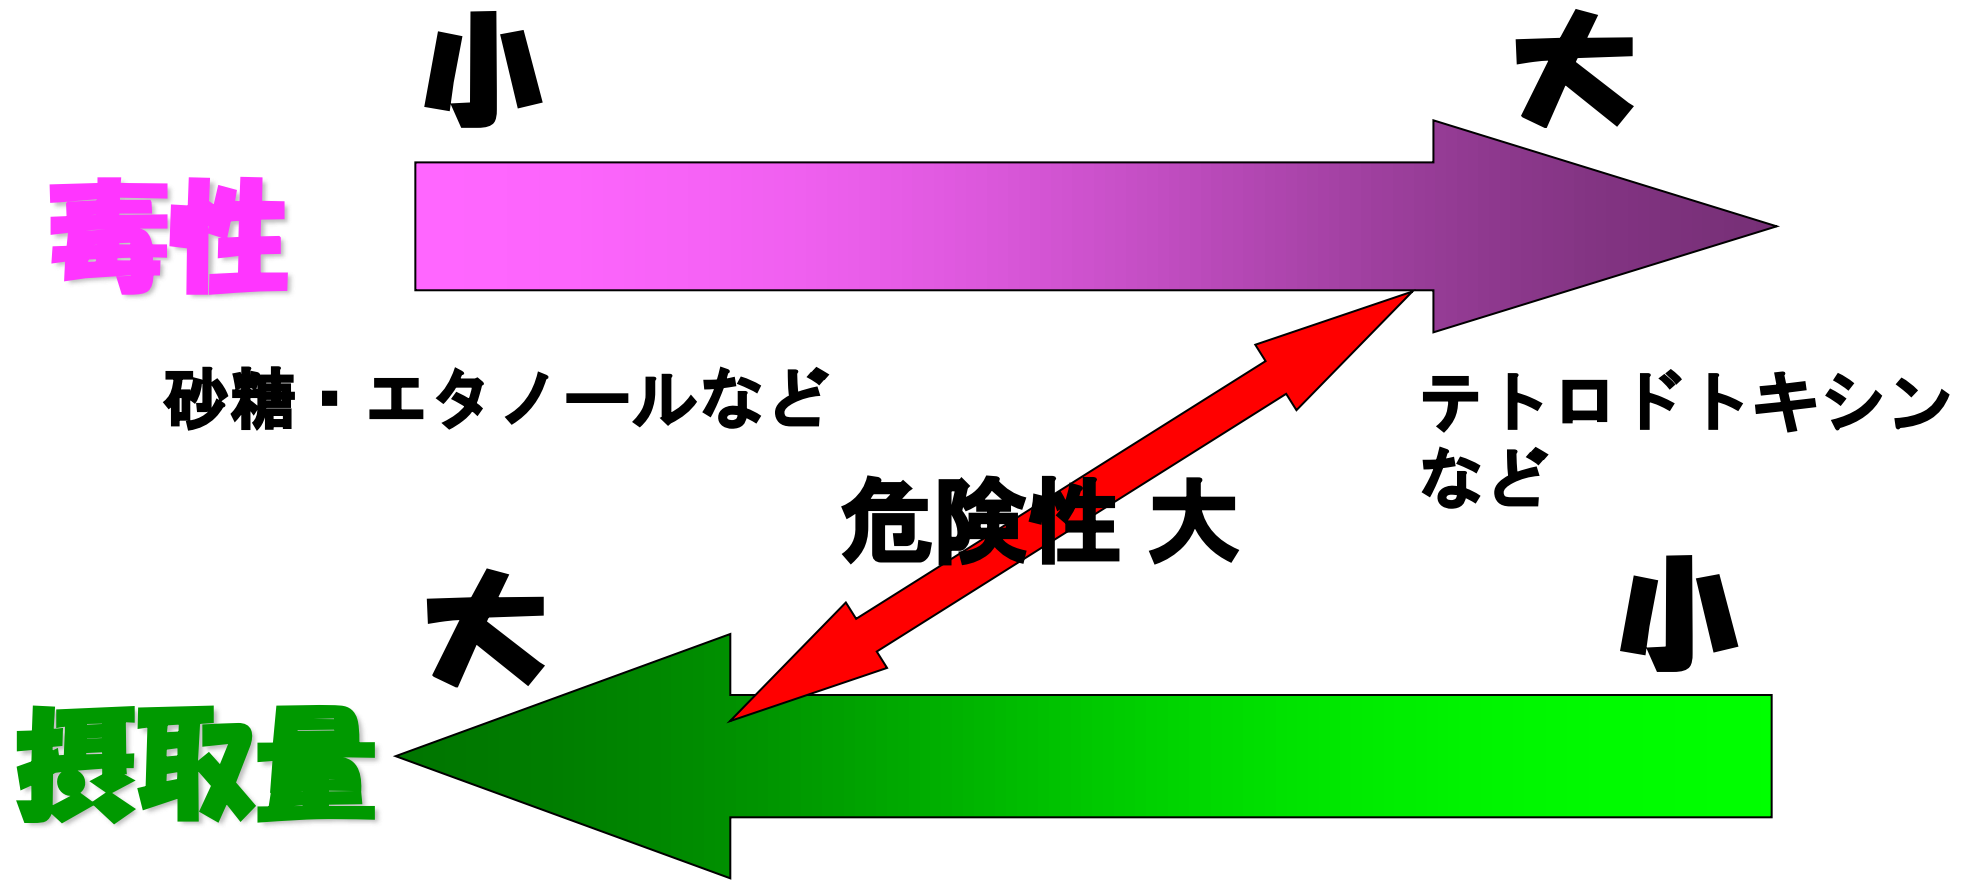 小
大
毒性
砂糖・エタノールなど
テトロドトキシン
など
危険性 大
大
小
摂取量